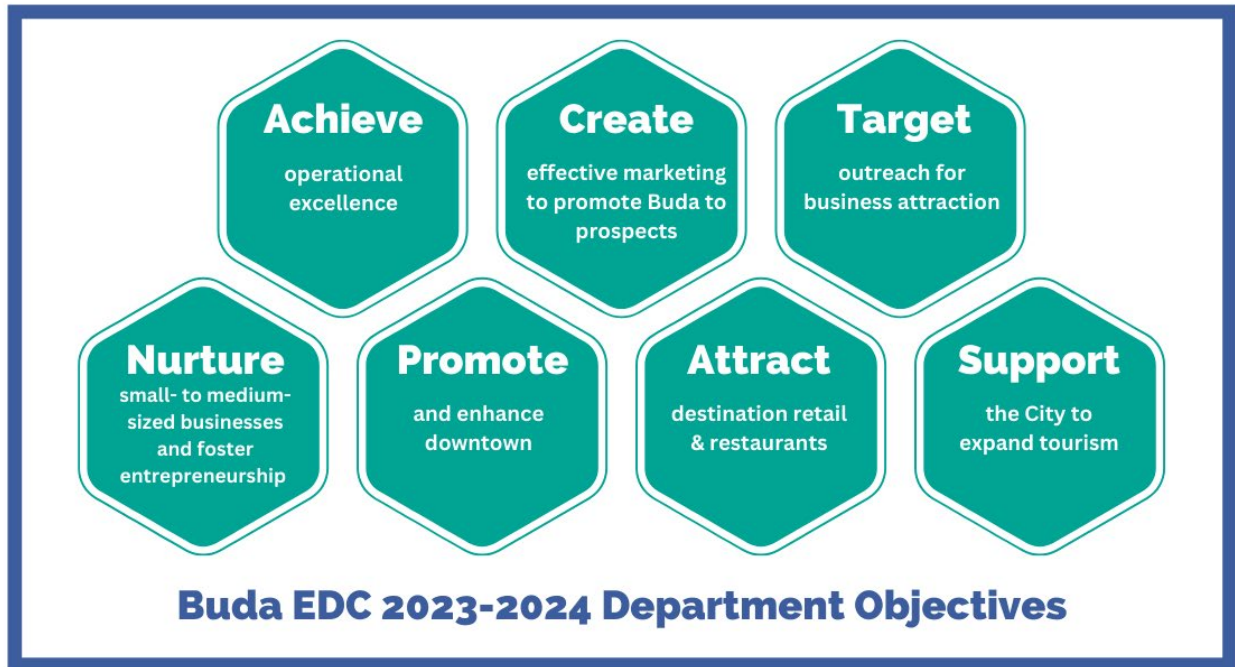 Achieve
operational
excellence
Create
effective marketing
to promote Buda to
prospects
Target
outreach for
business attraction
Nurture
small- to medium-
sized businesses
and foster
entrepreneurship
Promote
and enhance
downtown
Attract
destination retail
& restaurants
Support
the City to
expand tourism
Buda EDC 2023-2024 Department Objectives